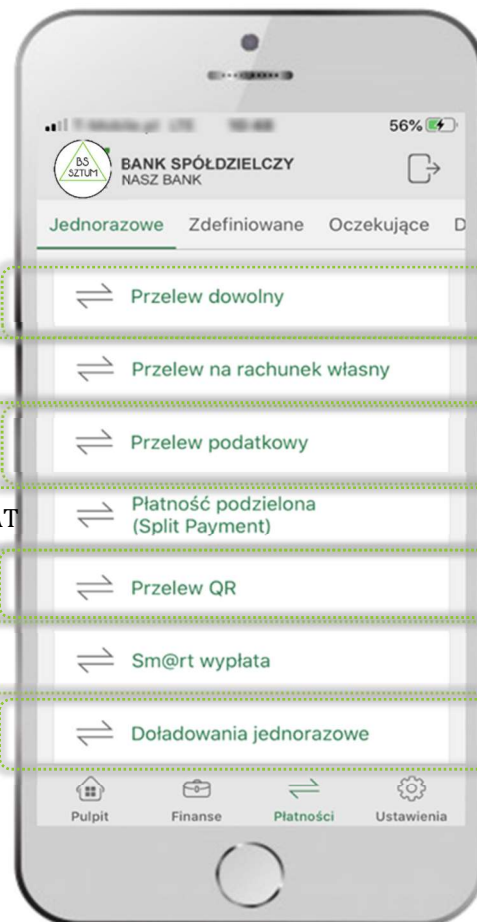 56%
BS
SZTUM
BANK SPÓŁDZIELCZY
NASZ BANK
Jednorazowe Zdefiniowane Oczekujące D
Przelew dowolny
Przelew na rachunek własny
Przelew podatkowy
AT
Płatność podzielona
(Split Payment)
Przelew QR
Sm@rt wypłata
Doładowania jednorazowe
Pulpit Finanse Płatności Ustawienia